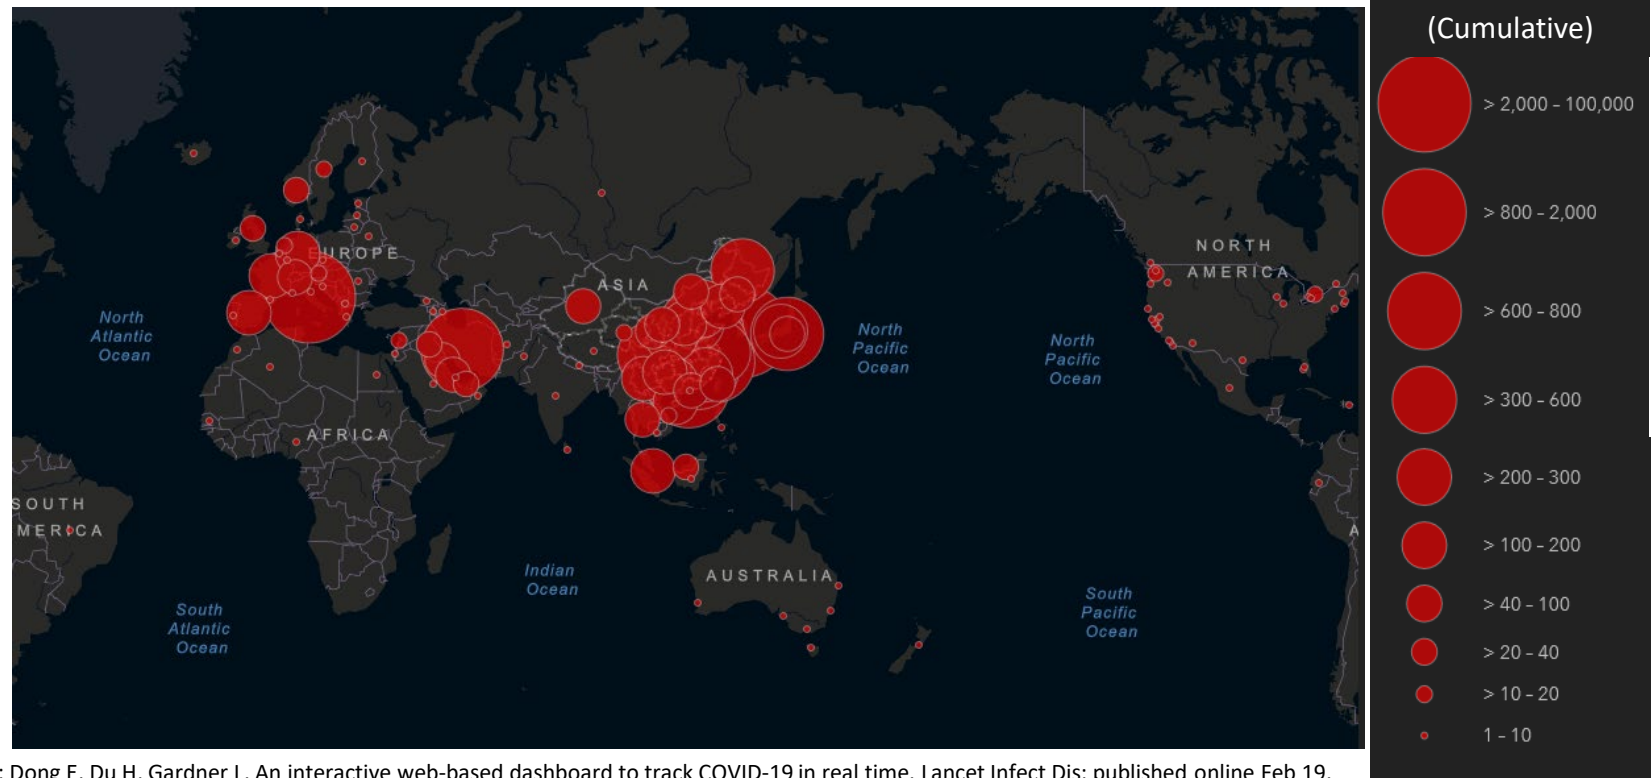 (Cumulative)
> 2,000 – 100,000
> 800 – 2,000
> 600 – 800
> 300 – 600
> 200 – 300
> 100 – 200
> 40 – 100
> 20 – 40
> 10 – 20
1 – 10
EUROPE
ASIA
NORTH
AMERICA
North
Atlantic
Ocean
North
Pacific
Ocean
North
Pacific
Ocean
AFRICA
SOUTH
MERICA
A
Indian
Ocean
AUSTRALIA
South
Atlantic
Ocean
South
Pacific
Ocean
: Dong E, Du H, Gardner L. An interactive web-based dashboard to track COVID-19 in real time. Lancet Infect Dis; published online Feb 19.